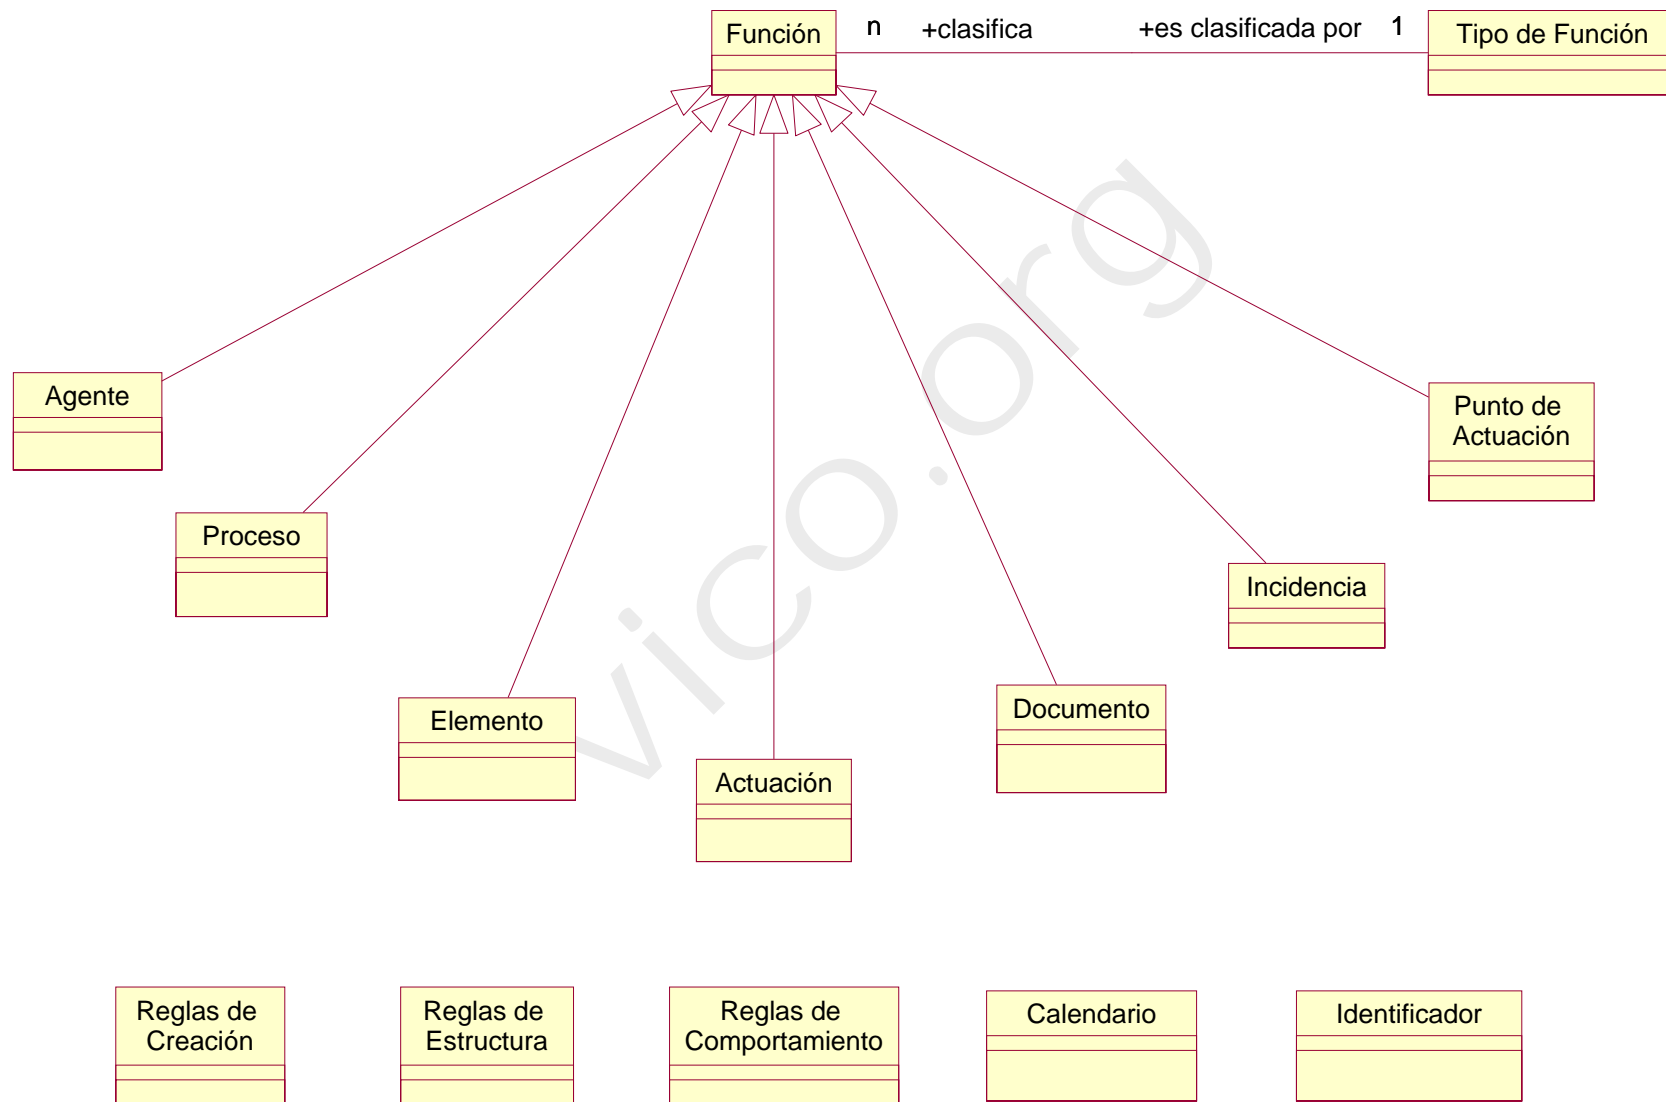 Función
n +clasifica +es clasificada por 1
Tipo de Función
Agente
Punto de
Actuación
Proceso
Incidencia
Elemento
Documento
Actuación
vico.org
Reglas de
Creación
Reglas de
Estructura
Reglas de
Comportamiento
Calendario
Identificador